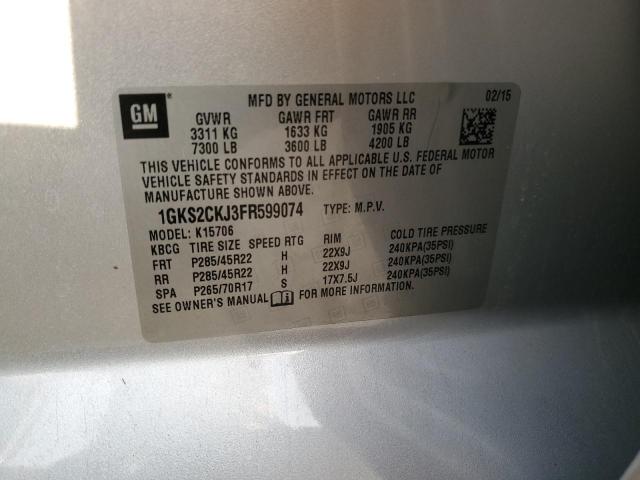 GM
MFD BY GENERAL MOTORS LLC 02/15
GVWR GAWR FRT GAWR RR
3311 KG 1633 KG 1905 KG
7300 LB 3600 LB 4200 LB
THIS VEHICLE CONFORMS TO ALL APPLICABLE U.S. FEDERAL MOTOR
VEHICLE SAFETY STANDARDS IN EFFECT ON THE DATE OF
MANUFACTURE SHOWN ABOVE.
1GKS2CKJ3FR599074 TYPE: M.P.V.
MODEL: K15706
KBCG TIRE SIZE SPEED RTG RIM COLD TIRE PRESSURE
FRT P285/45R22 H 22X9J 240KPA(35PSI)
RR P285/45R22 H 22X9J 240KPA(35PSI)
SPA P265/70R17 S 17X7.5J 240KPA(35PSI)
SEE OWNER'S MANUAL FOR MORE INFORMATION.